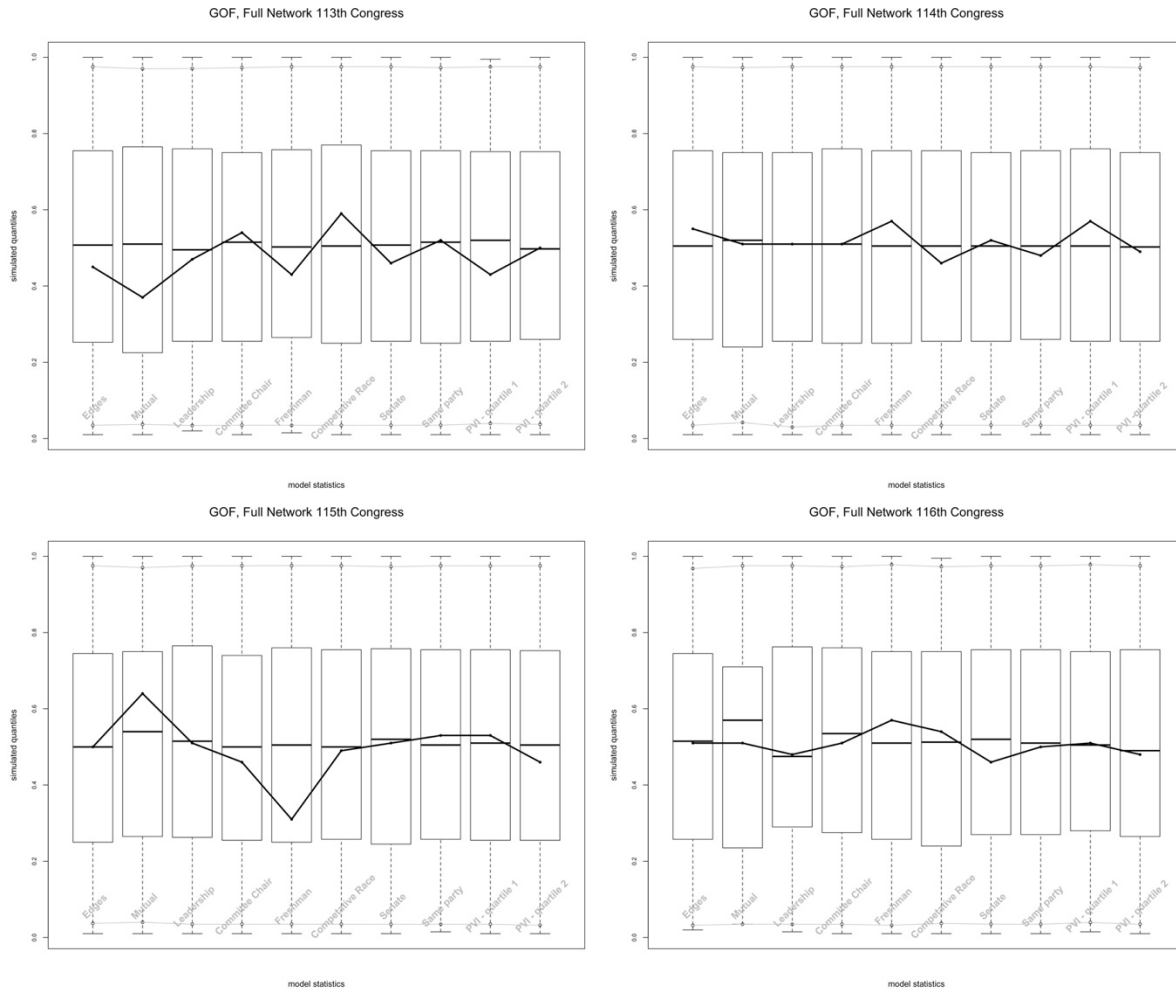 GOF, Full Network 113th Congress
simulated quantiles
1.0
0.8
0.6
0.4
0.2
0.0
Edges
Mutual
Leadership
Committee Chair
Freshman
Competative Race
Senate
Same party
PVI - quartile 1
PVI - quartile 2
model statistics
GOF, Full Network 114th Congress
simulated quantiles
1.0
0.8
0.6
0.4
0.2
0.0
Edges
Mutual
Leadership
Committee Chair
Freshman
Competative Race
Senate
Same party
PVI - quartile 1
PVI - quartile 2
model statistics
GOF, Full Network 115th Congress
simulated quantiles
1.0
0.8
0.6
0.4
0.2
0.0
Edges
Mutual
Leadership
Committee Chair
Freshman
Competative Race
Senate
Same party
PVI - quartile 1
PVI - quartile 2
model statistics
GOF, Full Network 116th Congress
simulated quantiles
1.0
0.8
0.6
0.4
0.2
0.0
Edges
Mutual
Leadership
Committee Chair
Freshman
Competative Race
Senate
Same party
PVI - quartile 1
PVI - quartile 2
model statistics